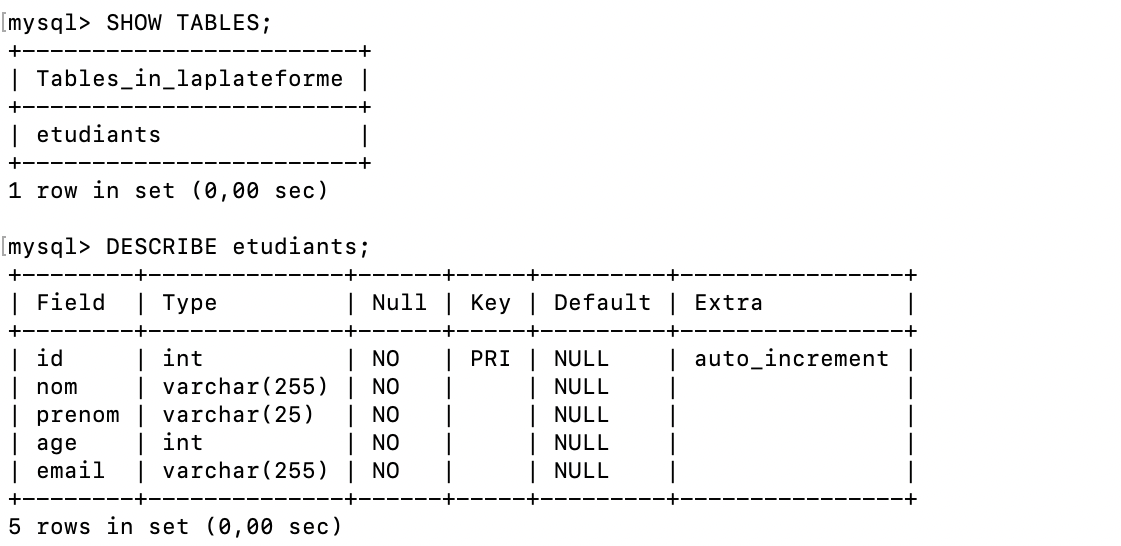 [mysql> SHOW TABLES;
+------------------------+
| Tables_in_laplateforme |
+------------------------+
| etudiants              |
+------------------------+
1 row in set (0,00 sec)

[mysql> DESCRIBE etudiants;
+--------+--------------+------+-----+---------+----------------+
| Field  | Type         | Null | Key | Default | Extra          |
+--------+--------------+------+-----+---------+----------------+
| id     | int          | NO   | PRI | NULL    | auto_increment |
| nom    | varchar(255) | NO   |     | NULL    |                |
| prenom | varchar(25)  | NO   |     | NULL    |                |
| age    | int          | NO   |     | NULL    |                |
| email  | varchar(255) | NO   |     | NULL    |                |
+--------+--------------+------+-----+---------+----------------+
5 rows in set (0,00 sec)